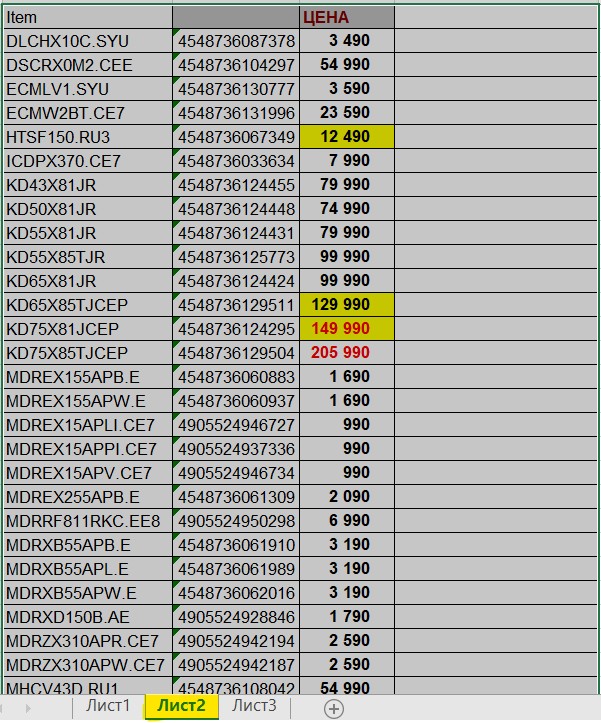 Item ЦЕНА
DLCHX10C.SYU 4548736087378 3 490
DSCRX0M2.CEE 4548736104297 54 990
ECMLV1.SYU 4548736130777 3 590
ECMW2BT.CE7 4548736131996 23 590
HTSF150.RU3 4548736067349 12 490
ICDPX370.CE7 4548736033634 7 990
KD43X81JR 4548736124455 79 990
KD50X81JR 4548736124448 74 990
KD55X81JR 4548736124431 79 990
KD55X85TJR 4548736125773 99 990
KD65X81JR 4548736124424 99 990
KD65X85TJCEP 4548736129511 129 990
KD75X81JCEP 4548736124295 149 990
KD75X85TJCEP 4548736129504 205 990
MDREX155APB.E 4548736060883 1 690
MDREX155APW.E 4548736060937 1 690
MDREX15APLI.CE7 4905524946727 990
MDREX15APPI.CE7 4905524937336 990
MDREX15APV.CE7 4905524946734 990
MDREX255APB.E 4548736061309 2 090
MDRRF811RKC.EE8 4905524950298 6 990
MDRXB55APB.E 4548736061910 3 190
MDRXB55APL.E 4548736061989 3 190
MDRXB55APW.E 4548736062016 3 190
MDRXD150B.AE 4905524928846 1 790
MDRZX310APR.CE7 4905524942194 2 590
MDRZX310APW.CE7 4905524942187 2 590
MHCV43D.RU1 4548736108042 54 990
Лист1 Лист2 Лист3